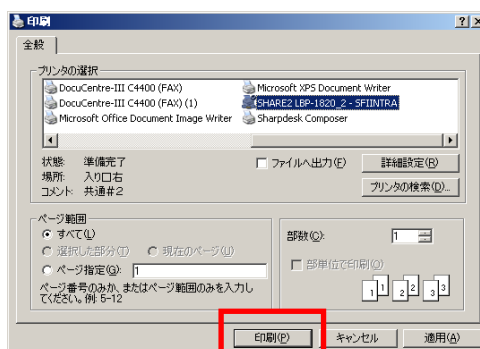 印刷
全般
プリンタの選択
DocuCentre-III C4400 (FAX)
Microsoft XPS Document Writer
DocuCentre-III C4400 (FAX) (1)
SHARE2 LBP-1820_2 - SFIINTRA
Microsoft Office Document Image Writer
Sharpdesk Composer
状態: 準備完了
ファイルへ出力(F)
詳細設定(R)
場所: 入り口右
コメント: 共通#2
プリンタの検索(D)...
ページ範囲
すべて(L)
部数(C): 1
選択した部分(T)
現在のページ(U)
部単位で印刷(O)
ページ指定(G): 1
ページ番号のみか、またはページ範囲のみを入力し
てください。例: 5-12
1 1 2 2 3 3
印刷(P)
キャンセル
適用(A)